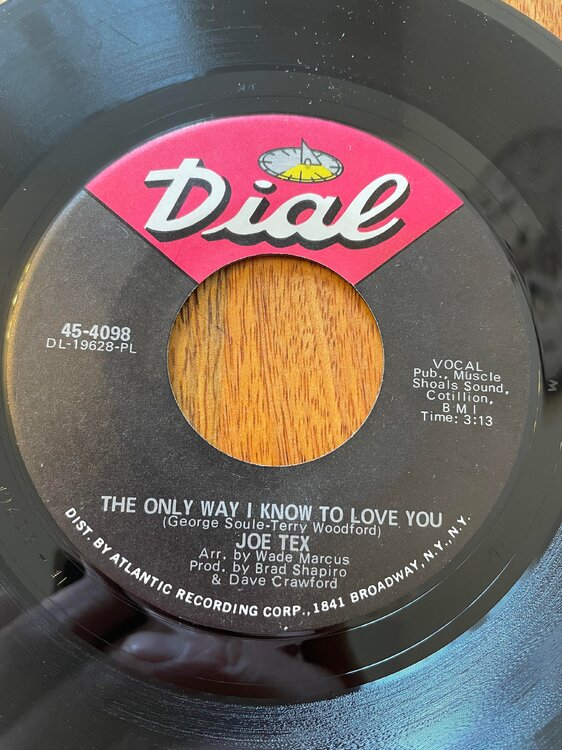 Dial
45-4098
DL-19628-PL
VOCAL
Pub., Muscle
Shoals Sound,
Cotillion,
BMI
Time: 3:13
THE ONLY WAY I KNOW TO LOVE YOU
(George Soule-Terry Woodford)
JOE TEX
Arr. by Wade Marcus
Prod. by Brad Shapiro
& Dave Crawford
DIST. BY ATLANTIC RECORDING CORP., 1841 BROADWAY, N.Y., N.Y.